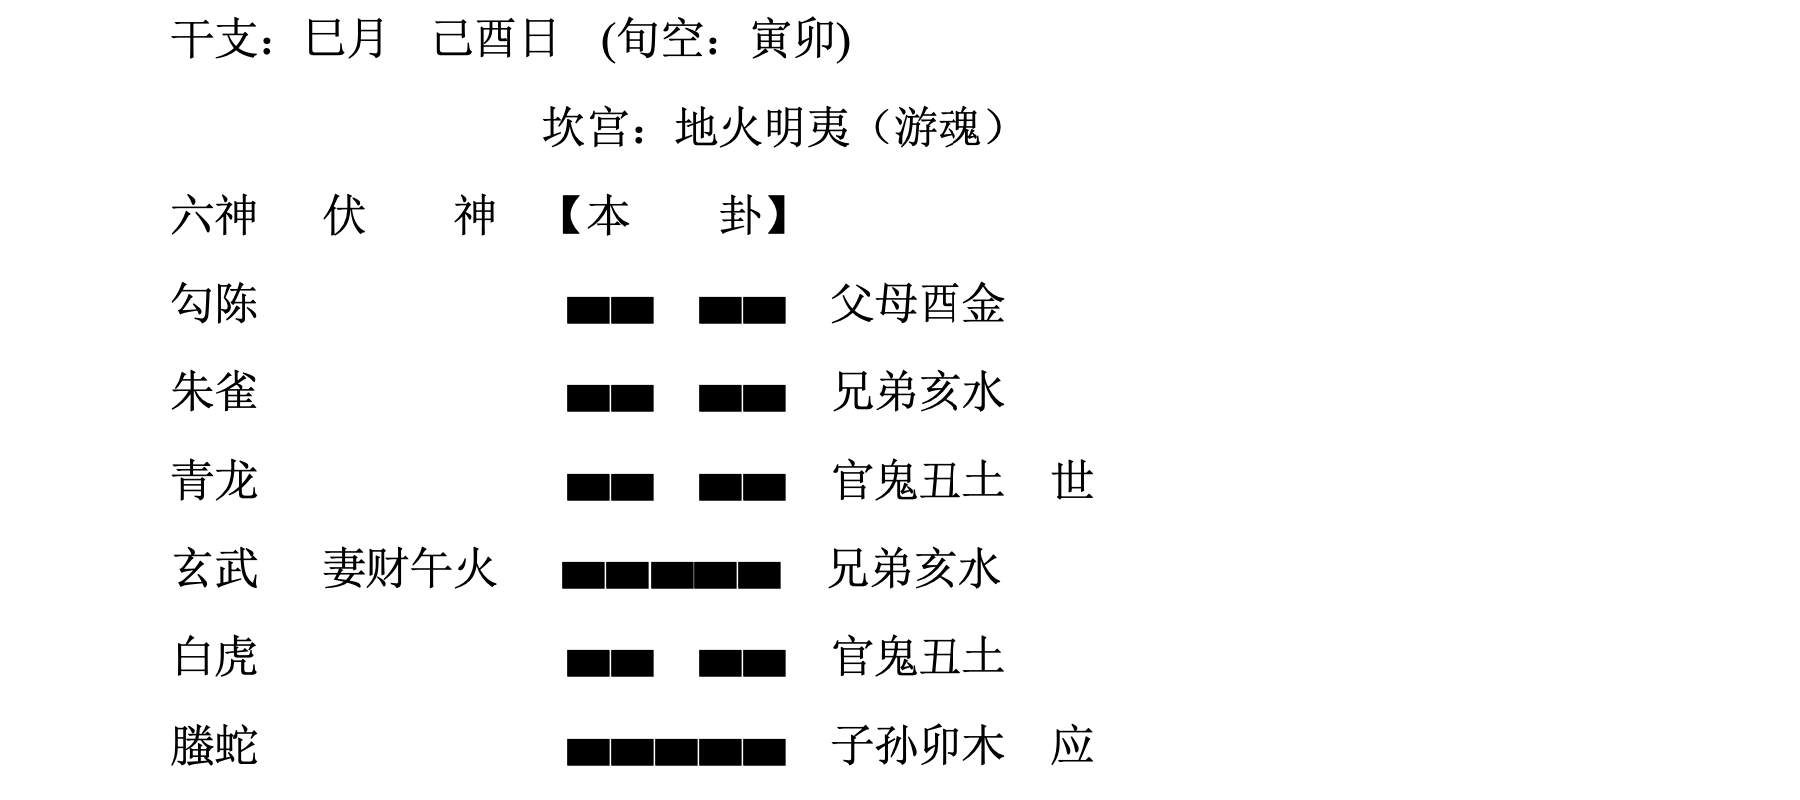 干支：巳月　己酉日　(旬空：寅卯)
坎宫：地火明夷（游魂）
六神　伏　　神　【本　　卦】
勾陈　父母酉金
朱雀　兄弟亥水
青龙　官鬼丑土　世
玄武　妻财午火　兄弟亥水
白虎　官鬼丑土
螣蛇　子孙卯木　应